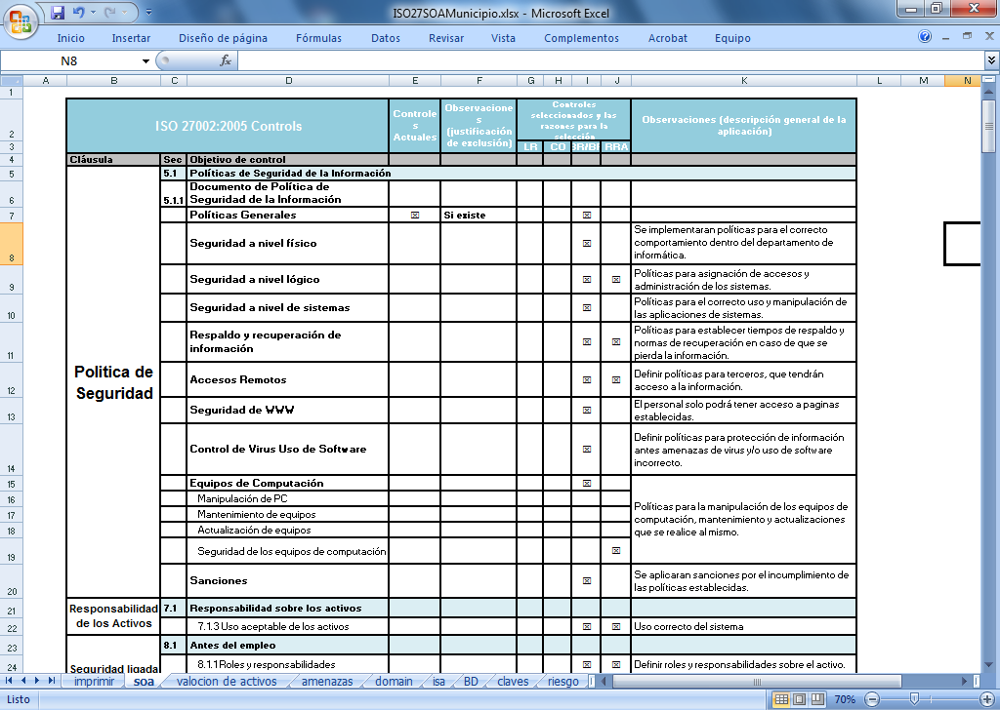 ISO27SOAMunicipio.xlsx - Microsoft Excel
Inicio Insertar Diseño de página Fórmulas Datos Revisar Vista Complementos Acrobat Equipo
N8 fx
A B C D E F G H I J K L M N
1
2
3
4
5
6
7
8
9
10
11
12
13
14
15
16
17
18
19
20
21
22
23
24
ISO 27002:2005 Controls
Controle
s
Actuales
Observacione
s
(justificación
de exclusión)
Controles
seleccionados y las
razones para la
selección
LR CO BR/BP RRA
Observaciones (descripción general de la
aplicación)
Cláusula Sec Objetivo de control
Politica de
Seguridad
5.1 Políticas de Seguridad de la Información
5.1.1 Documento de Política de
Seguridad de la Información
Políticas Generales Si existe
Seguridad a nivel físico
Se implementaran políticas para el correcto
comportamiento dentro del departamento de
informática.
Seguridad a nivel lógico
Políticas para asignación de accesos y
administración de los sistemas.
Seguridad a nivel de sistemas
Políticas para el correcto uso y manipulación de
las aplicaciones de sistemas.
Respaldo y recuperación de
información
Políticas para establecer tiempos de respaldo y
normas de recuperación en caso de que se
pierda la información.
Accesos Remotos
Definir políticas para terceros, que tendrán
acceso a la información.
Seguridad de WWW
El personal solo podrá tener acceso a paginas
establecidas.
Control de Virus Uso de Software
Definir políticas para protección de información
antes amenazas de virus y/o uso de software
incorrecto.
Equipos de Computación
Manipulación de PC
Mantenimiento de equipos
Actualización de equipos
Seguridad de los equipos de computación
Políticas para la manipulación de los equipos de
computación, mantenimiento y actualizaciones
que se realice al mismo.
Sanciones
Se aplicaran sanciones por el incumplimiento de
las políticas establecidas.
Responsabilidad
de los Activos
7.1 Responsabilidad sobre los activos
7.1.3 Uso aceptable de los activos Uso correcto del sistema
Seguridad ligada
8.1 Antes del empleo
8.1.1 Roles y responsabilidades Definir roles y responsabilidades sobre el activo.
imprimir soa valocion de activos amenazas domain isa BD claves riesgo
Listo 70%